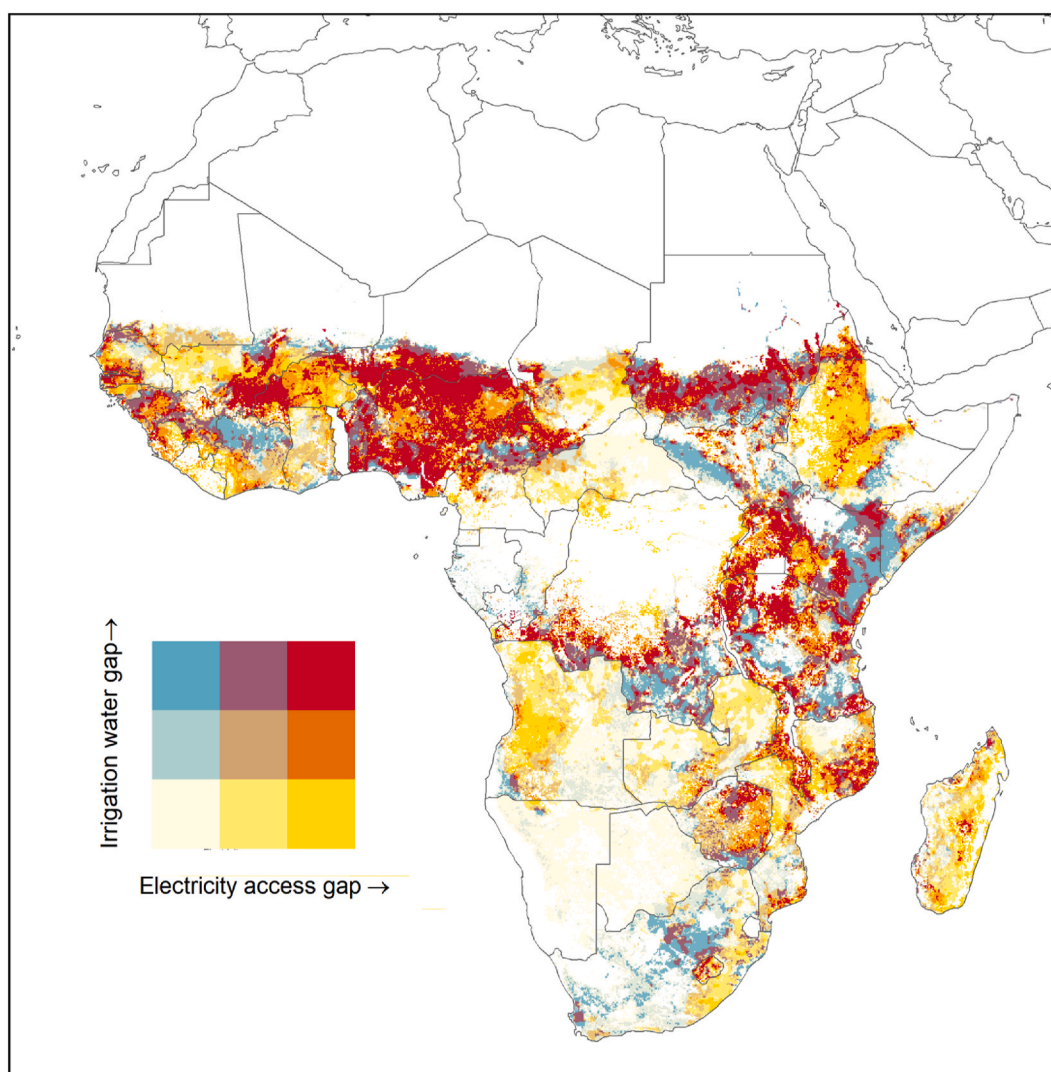 Irrigation water gap→
Electricity access gap →